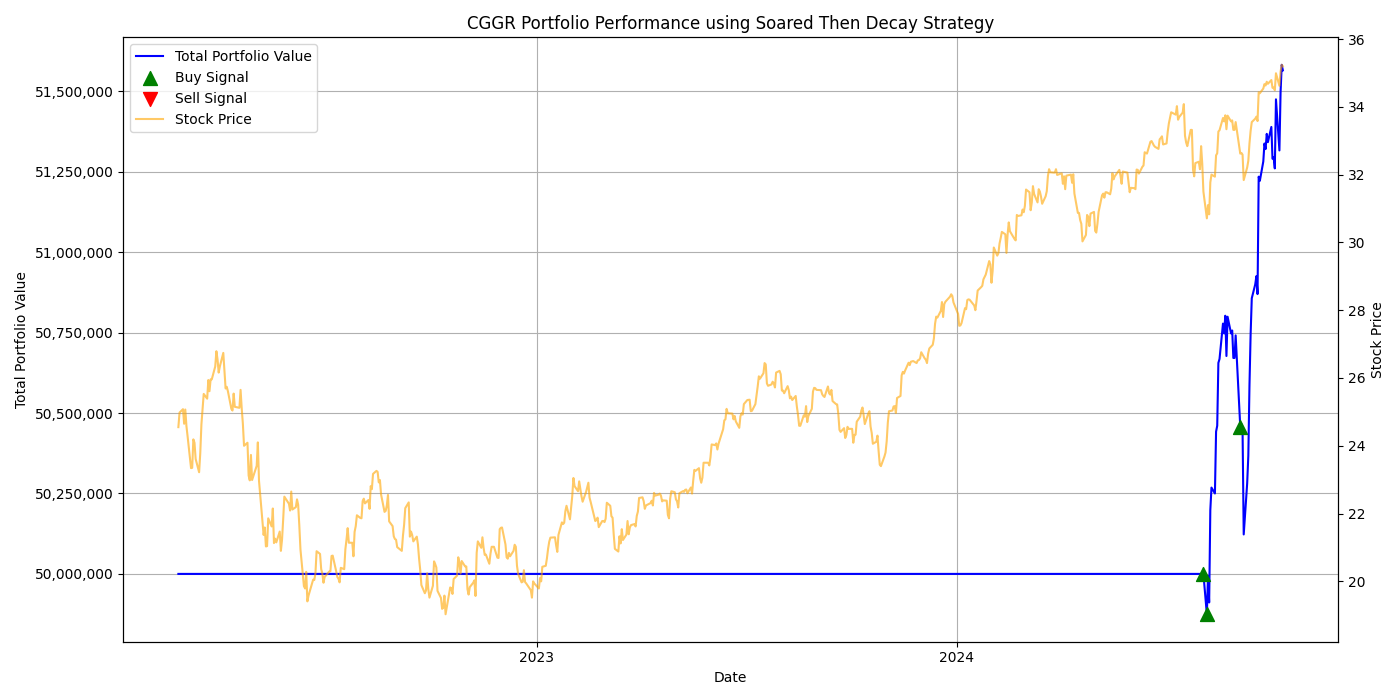 CGGR Portfolio Performance using Soared Then Decay Strategy
Total Portfolio Value
Buy Signal
Sell Signal
Stock Price
51,500,000
51,250,000
51,000,000
50,750,000
50,500,000
50,250,000
50,000,000
Total Portfolio Value
36
34
32
30
28
26
24
22
20
Stock Price
2023
2024
Date